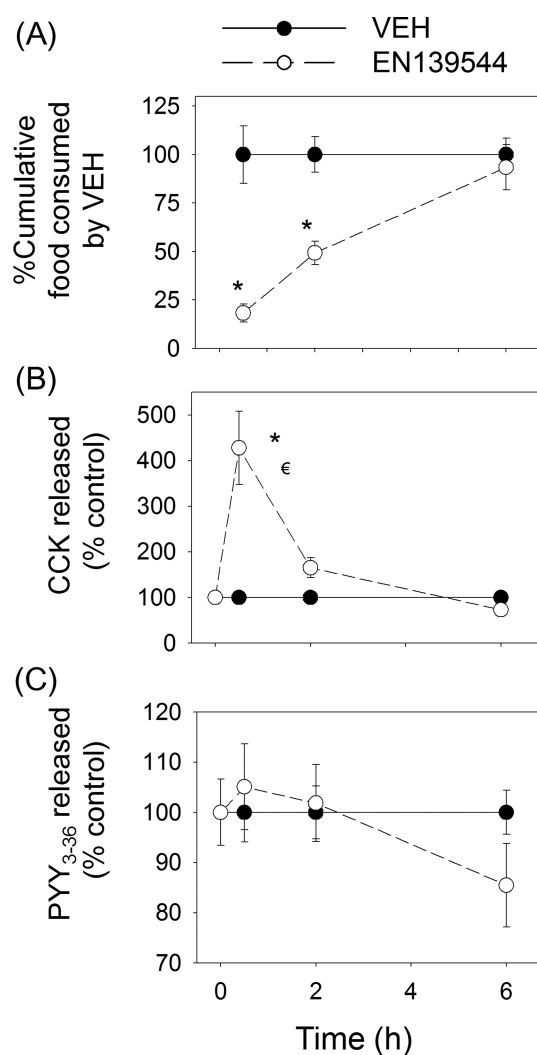 (A)
VEH
EN139544
%Cumulative
food consumed
by VEH
125
100
75
50
25
0
*
*
(B)
CCK released
(% control)
500
400
300
200
100
0
*
€
(C)
PYY3-36 released
(% control)
120
110
100
90
80
70
0
2
4
6
Time (h)